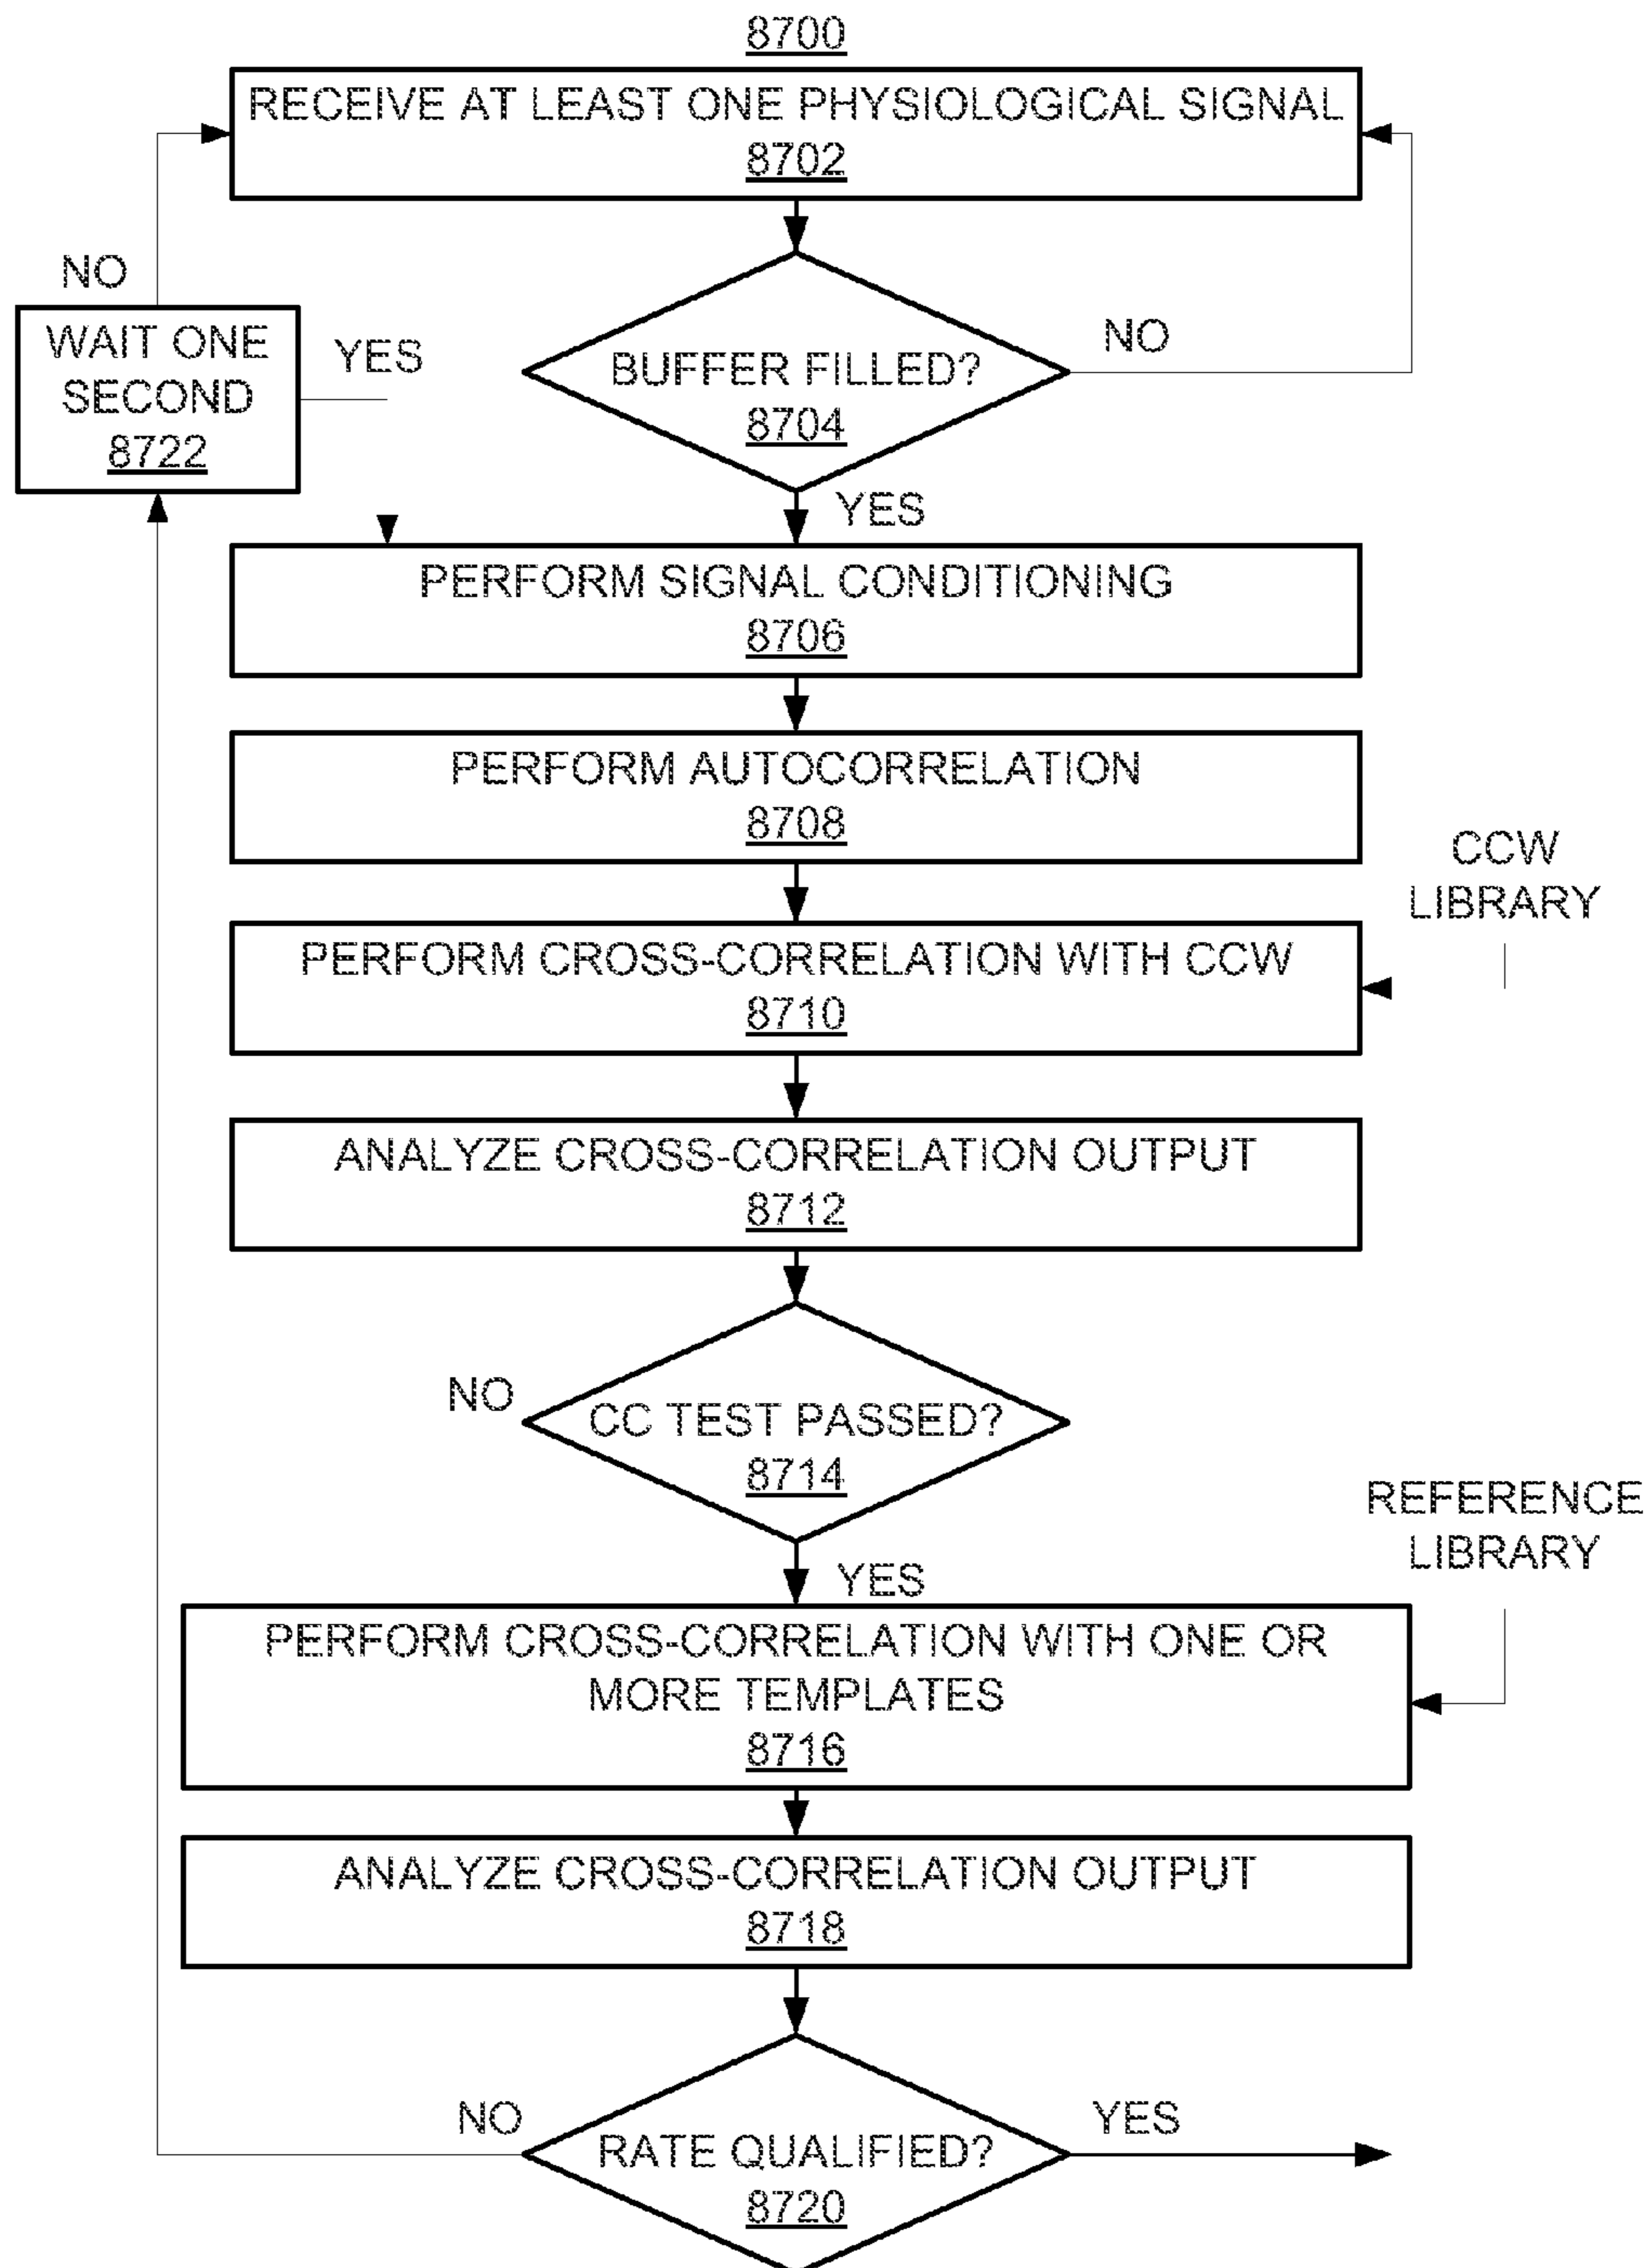 8700
RECEIVE AT LEAST ONE PHYSIOLOGICAL SIGNAL
8702
NO
WAIT ONE
SECOND
8722
YES
BUFFER FILLED?
8704
NO
YES
PERFORM SIGNAL CONDITIONING
8706
PERFORM AUTOCORRELATION
8708
CCW
LIBRARY
PERFORM CROSS-CORRELATION WITH CCW
8710
ANALYZE CROSS-CORRELATION OUTPUT
8712
NO
CC TEST PASSED?
8714
REFERENCE
LIBRARY
YES
PERFORM CROSS-CORRELATION WITH ONE OR
MORE TEMPLATES
8716
ANALYZE CROSS-CORRELATION OUTPUT
8718
NO
RATE QUALIFIED?
8720
YES